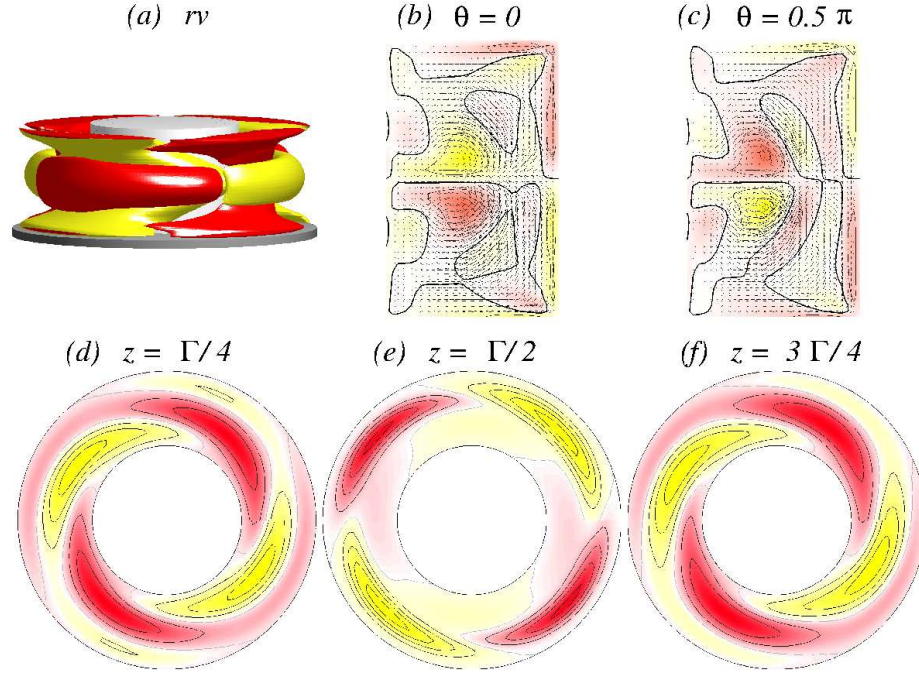 (a) rv
(b) θ = 0
(c) θ = 0.5 π
(d) z = Γ/4
(e) z = Γ/2
(f) z = 3 Γ/4